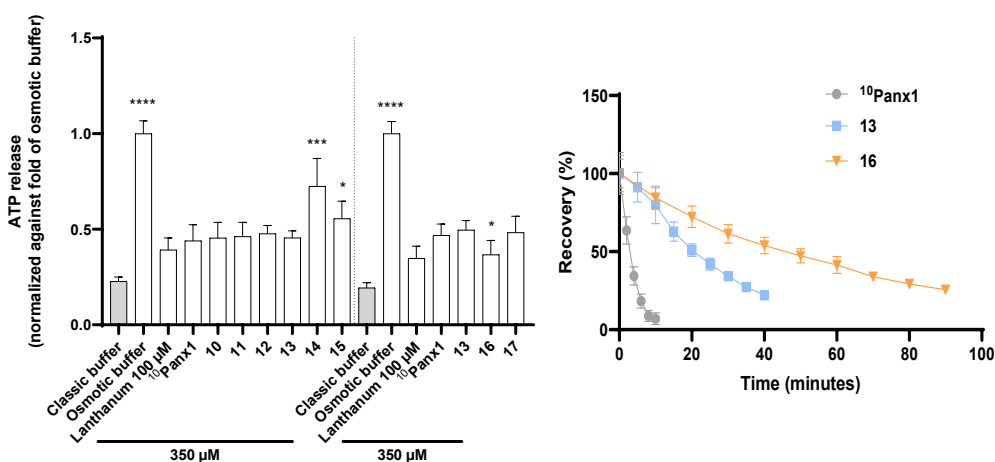 ATP release
(normalized against fold of osmotic buffer)
1.5
1.0
0.5
0.0
****
***
*
****
*
Classic buffer
Osmotic buffer
Lanthanum 100 µM
¹⁰Panx1
10
11
12
13
14
15
Classic buffer
Osmotic buffer
Lanthanum 100 µM
¹⁰Panx1
13
16
17
350 µM
350 µM
Recovery (%)
150
100
50
0
0
20
40
60
80
100
Time (minutes)
¹⁰Panx1
13
16